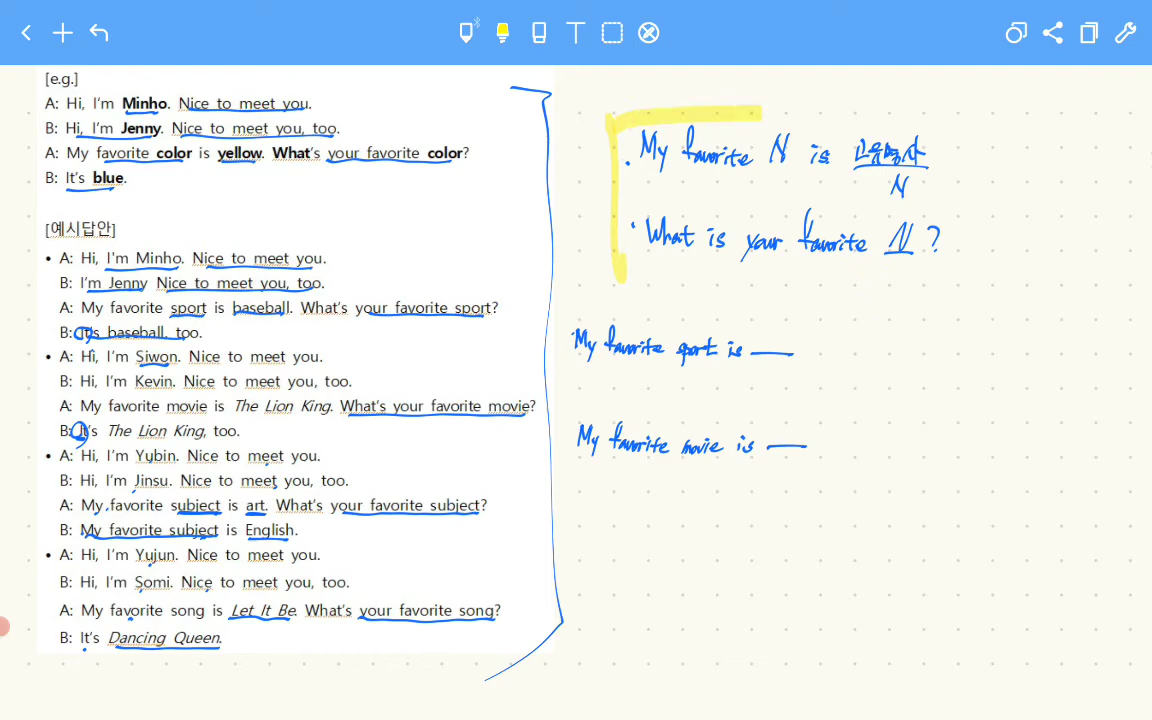 [e.g.]
A: Hi, I'm Minho. Nice to meet you.
B: Hi, I'm Jenny. Nice to meet you, too.
A: My favorite color is yellow. What's your favorite color?
B: It's blue.
[예시답안]
• A: Hi, I'm Minho. Nice to meet you.
B: I'm Jenny Nice to meet you, too.
A: My favorite sport is baseball. What's your favorite sport?
B: It's baseball, too.
• A: Hi, I'm Siwon. Nice to meet you.
B: Hi, I'm Kevin. Nice to meet you, too.
A: My favorite movie is The Lion King. What's your favorite movie?
B: It's The Lion King, too.
• A: Hi, I'm Yubin. Nice to meet you.
B: Hi, I'm Jinsu. Nice to meet you, too.
A: My favorite subject is art. What's your favorite subject?
B: My favorite subject is English.
• A: Hi, I'm Yujun. Nice to meet you.
B: Hi, I'm Somi. Nice to meet you, too.
A: My favorite song is Let It Be. What's your favorite song?
B: It's Dancing Queen.
· My favorite N is
N
· What is your favorite N?
My favorite sport is
My favorite movie is